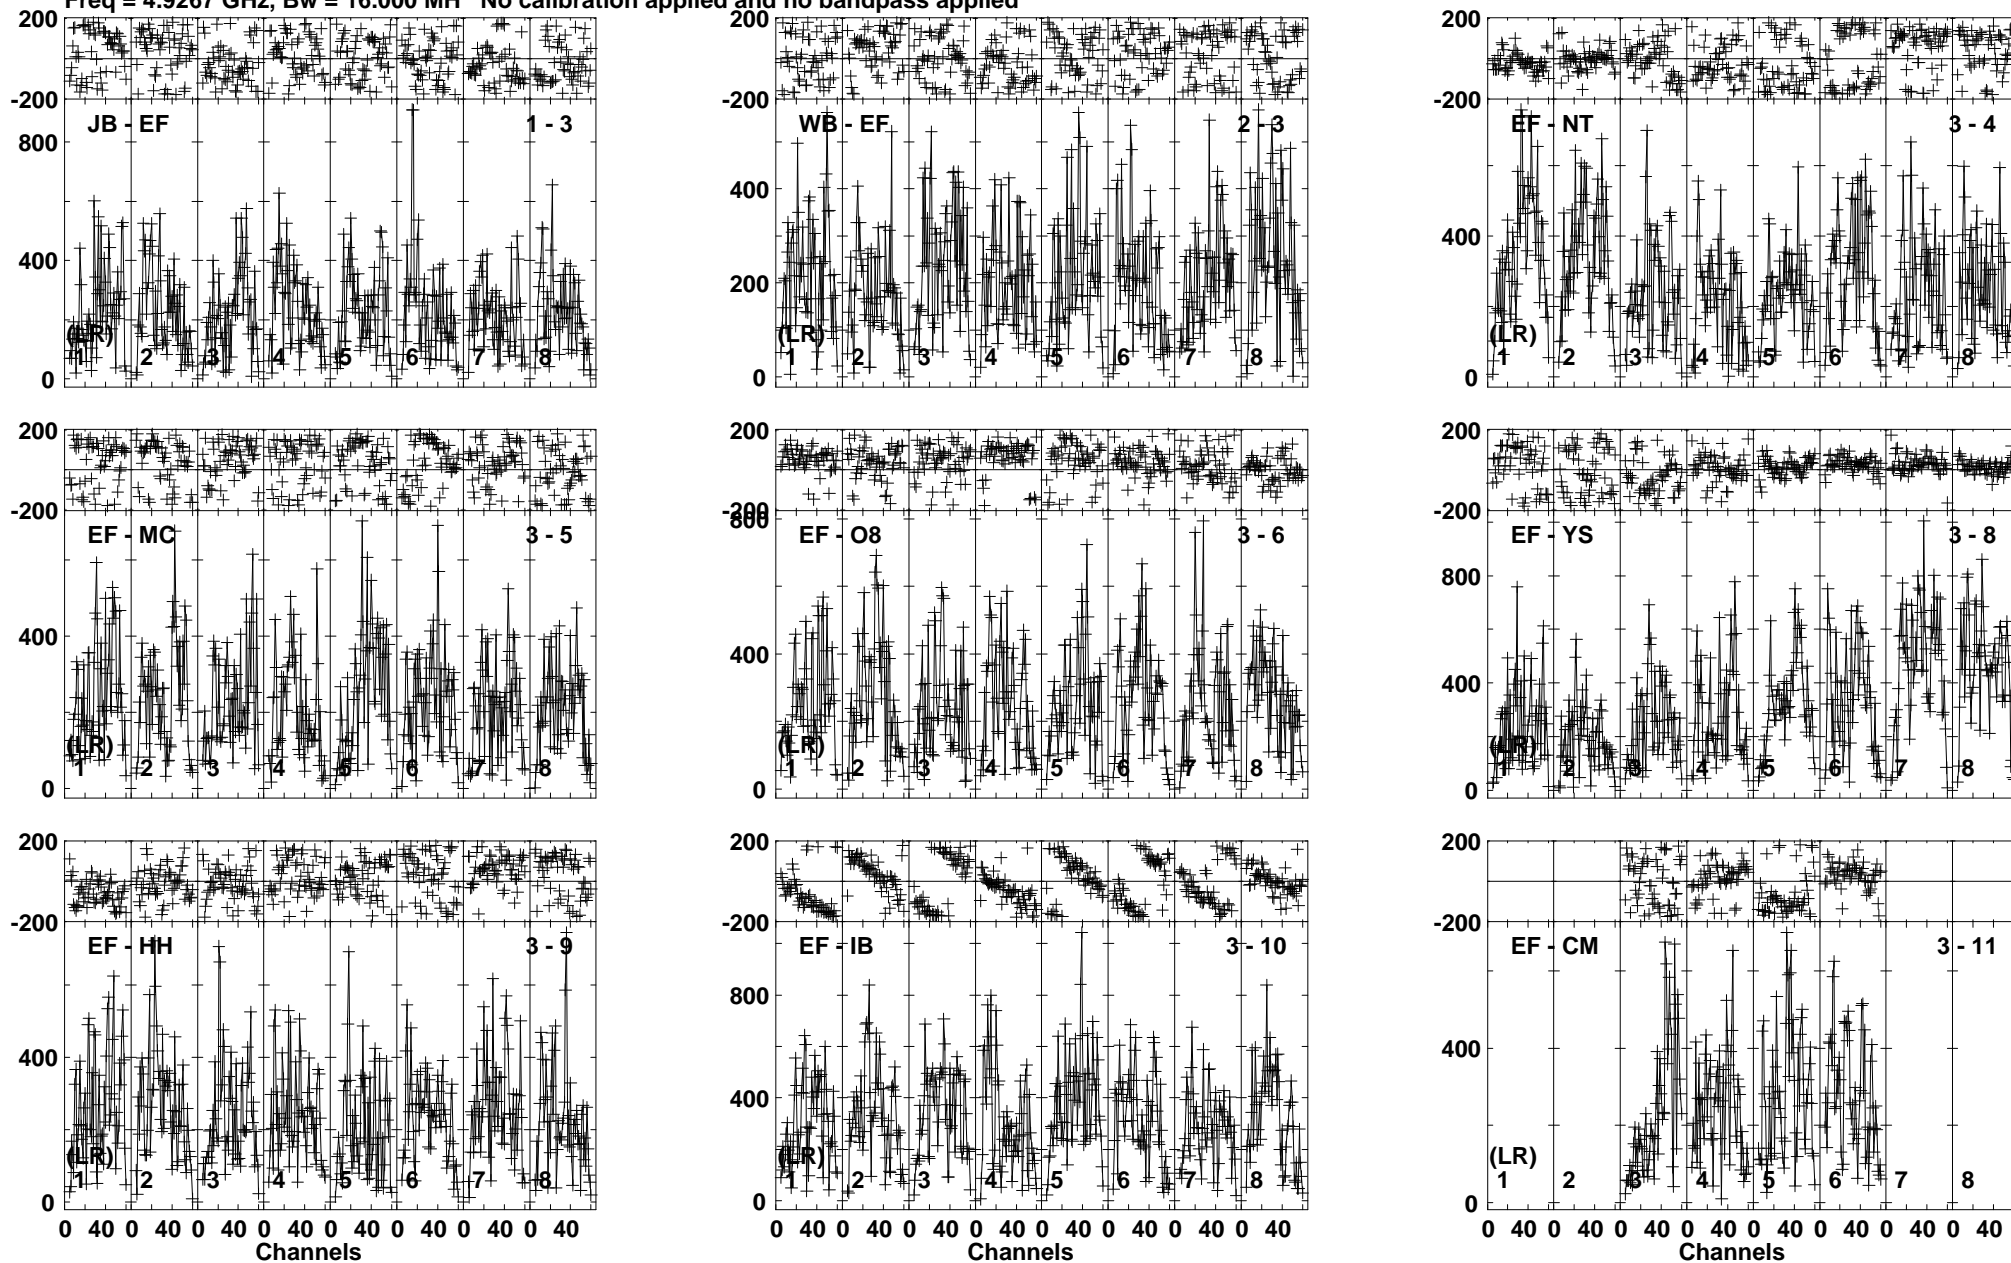 Freq = 4.9267 GHz, Bw = 16.000 MH No calibration applied and no bandpass applied
200 200 200
-200 -200 -200
JB - EF 1 - 3 WB - EF 2 - 3 EF - NT 3 - 4
800
400 400 400
200
(LR) (LR) (LR)
1 2 3 4 5 6 7 8 1 2 3 4 5 6 7 8 1 2 3 4 5 6 7 8
0 0 0
200 200 200
-200 -200 -200
800
EF - MC 3 - 5 EF - O8 3 - 6 EF - YS 3 - 8
800
400 400 400
(LR) (LR) (LR)
1 2 3 4 5 6 7 8 1 2 3 4 5 6 7 8 1 2 3 4 5 6 7 8
0 0 0
200 200 200
-200 -200 -200
EF - HH 3 - 9 EF - IB 3 - 10 EF - CM 3 - 11
800
400 400 400
(LR) (LR) (LR)
1 2 3 4 5 6 7 8 1 2 3 4 5 6 7 8 1 2 3 4 5 6 7 8
0 0 0
0 40 0 40 0 40 0 40 0 40 0 40 0 40 0 40 0 40 0 40 0 40 0 40 0 40 0 40 0 40 0 40 0 40 0 40 0 40 0 40 0 40 0 40 0 40 0 40
Channels Channels Channels